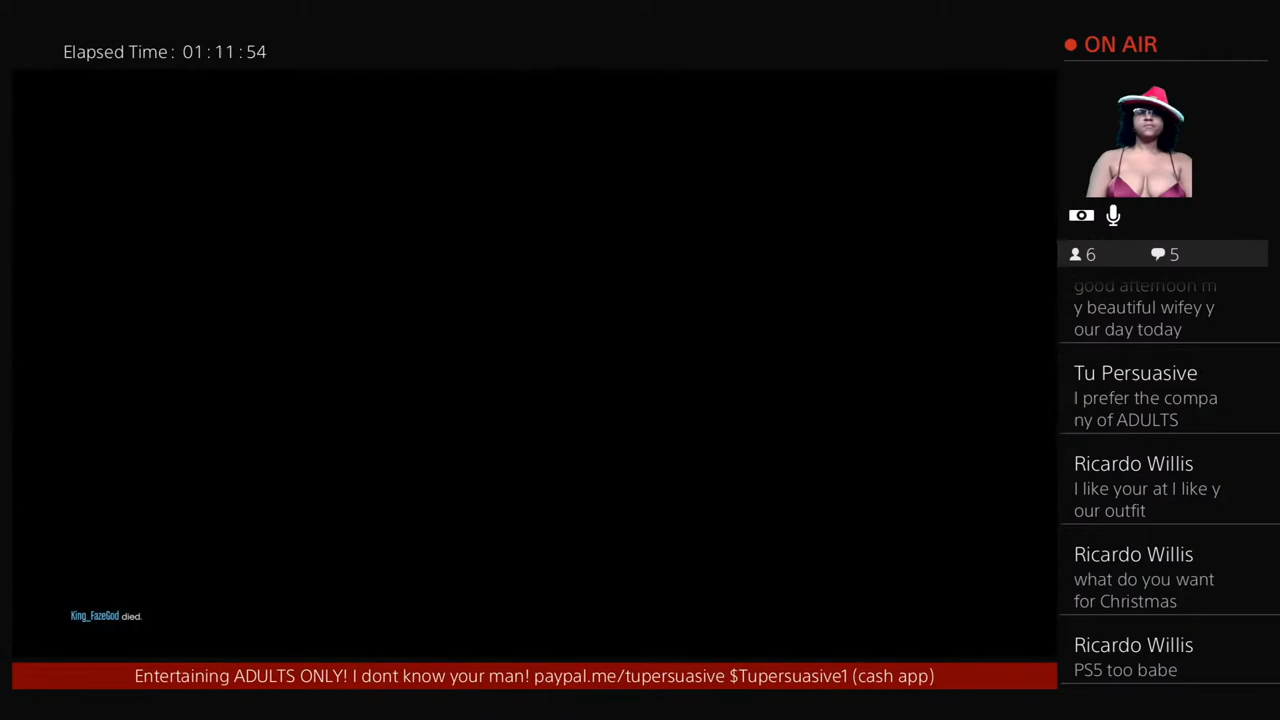 Elapsed Time: 01:11:54
ON AIR
6 5
good afternoon m
y beautiful wifey y
our day today
Tu Persuasive
I prefer the compa
ny of ADULTS
Ricardo Willis
I like your at I like y
our outfit
Ricardo Willis
what do you want
for Christmas
Ricardo Willis
PS5 too babe
King_FazeGod died.
Entertaining ADULTS ONLY! I dont know your man! paypal.me/tupersuasive $Tupersuasive1 (cash app)